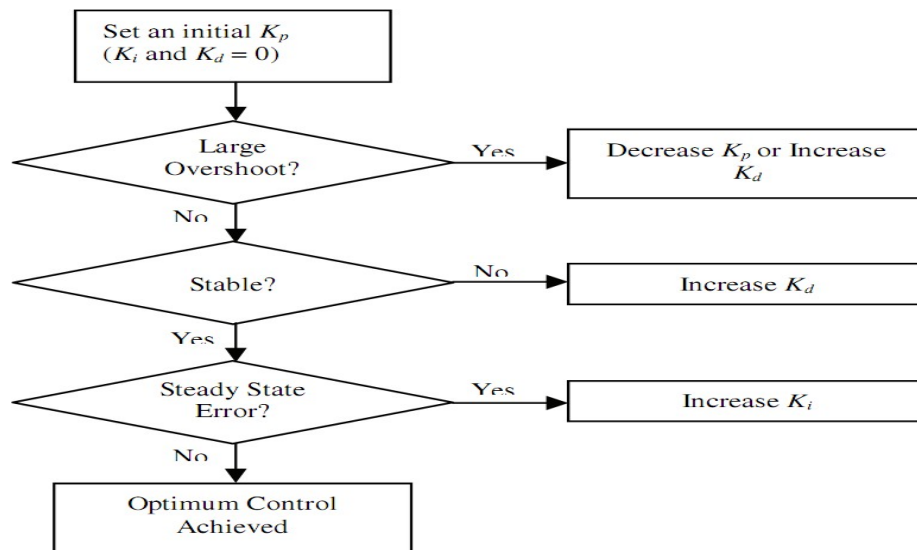 Set an initial Kp
(Ki and Kd = 0)
Large
Overshoot?
Yes
Decrease Kp or Increase
Kd
No
Stable?
No
Increase Kd
Yes
Steady State
Error?
Yes
Increase Ki
No
Optimum Control
Achieved